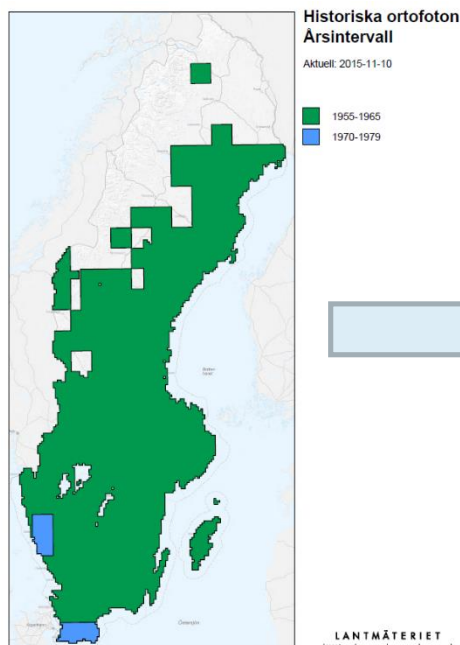 Historiska ortofoton
Årsintervall
Aktuell: 2015-11-10
1955-1965
1970-1979
LANTMÄTERIET